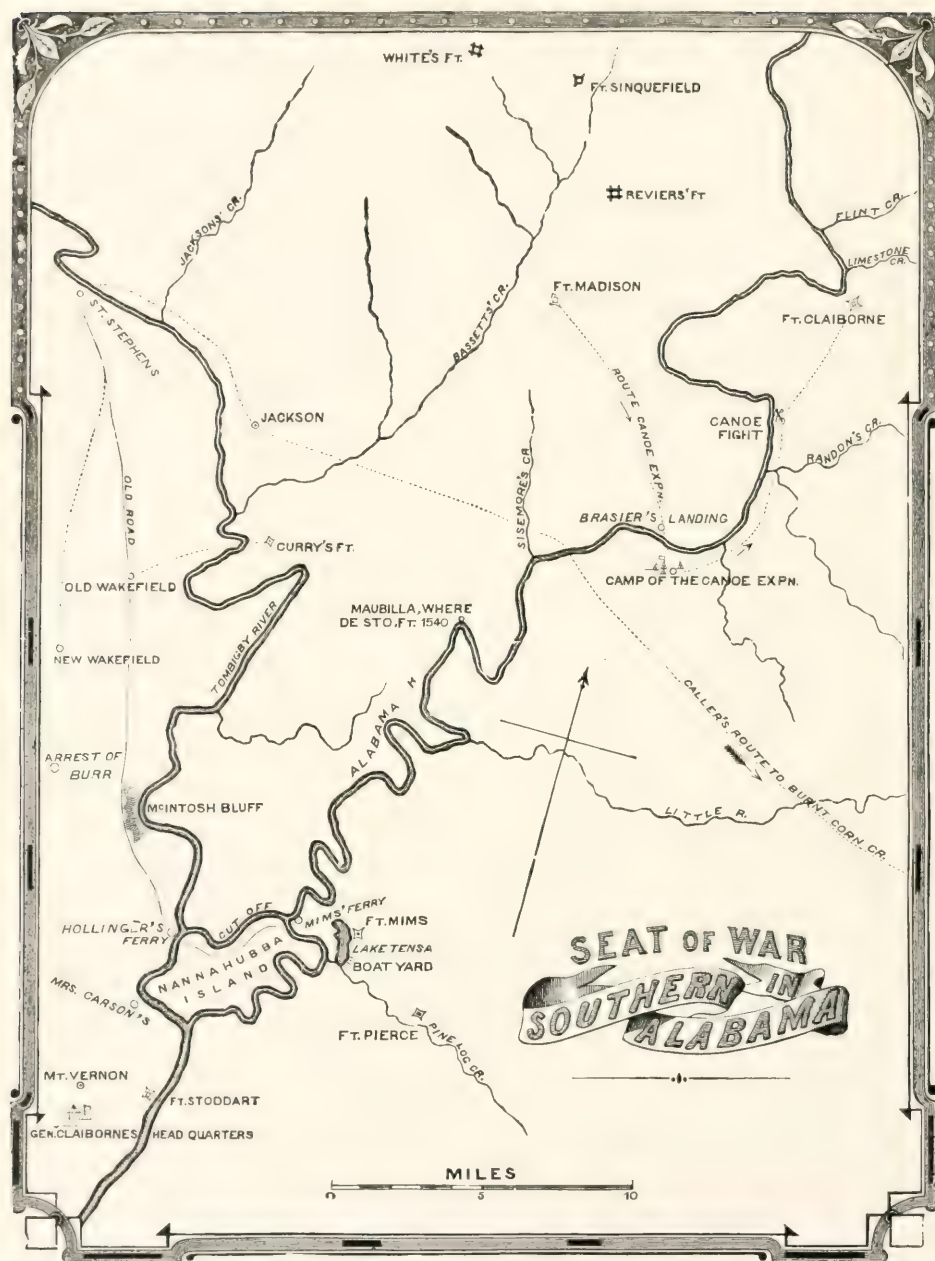 WHITE'S FT.
FT. SINQUEFIELD
REVIERS' FT
JACKSONS' CR.
FLINT CR.
LIMESTONE
CR.
BASSETTS' CR.
FT. MADISON
FT. CLAIBORNE
ST. STEPHENS
JACKSON
ROUTE CANOE EXPN.
CANOE
FIGHT
RANDON'S CR.
OLD ROAD
SISEMORE'S CR
BRASIER'S LANDING
CURRY'S FT.
CAMP OF THE CANOE EXPN.
OLD WAKEFIELD
MAUBILLA, WHERE
DE STO. FT. 1540
NEW WAKEFIELD
TOMBIGBY RIVER
ALABAMA
CALLER'S ROUTE TO BURNT CORN CR.
ARREST OF
BURR
McINTOSH BLUFF
LITTLE R.
HOLLINGER'S
FERRY
CUT OFF
MIMS' FERRY
FT. MIMS
LAKE TENSA
BOAT YARD
NANNAHUBBA
ISLAND
MRS. CARSON'S
FT. PIERCE
PINE LOG CR.
SEAT OF WAR
IN
SOUTHERN
ALABAMA
MT. VERNON
FT. STODDART
GEN. CLAIBORNES HEAD QUARTERS
MILES
0 5 10